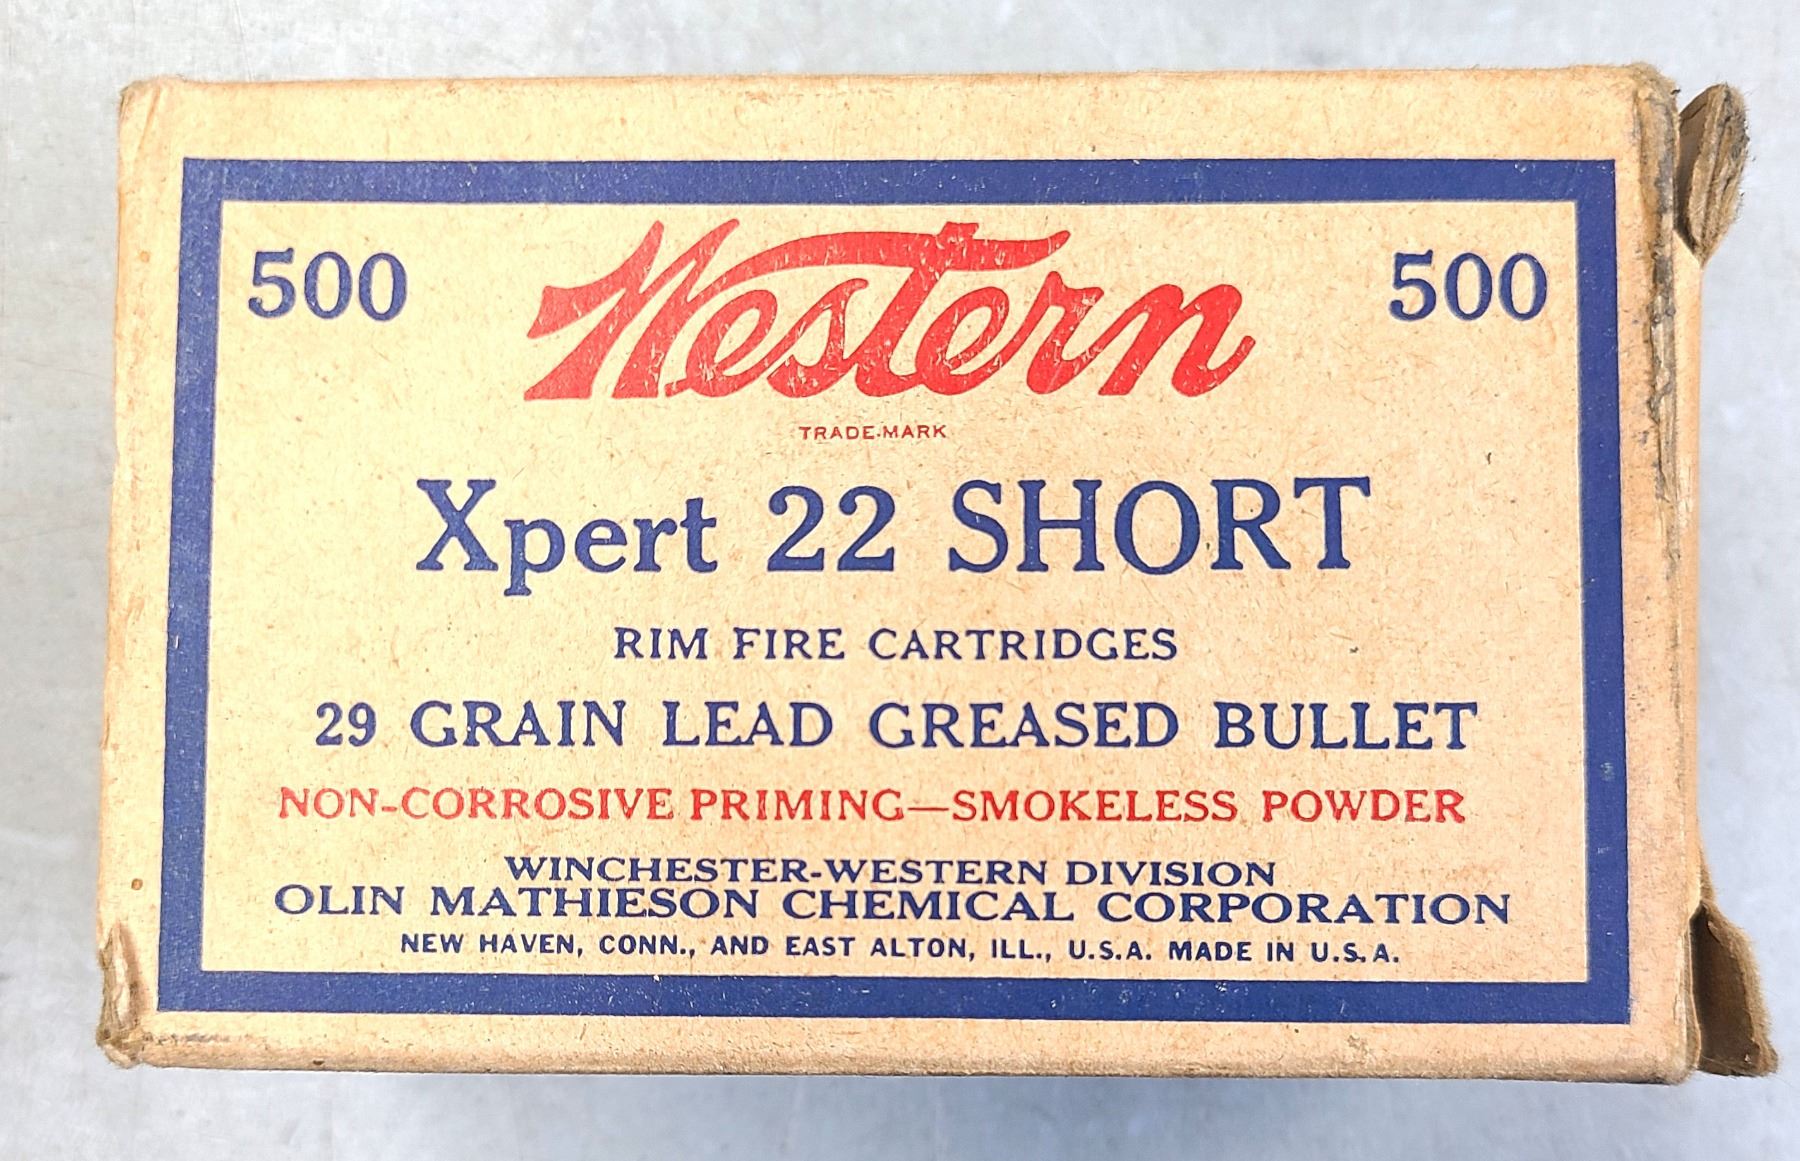 500 Western 500
TRADE-MARK
Xpert 22 SHORT
RIM FIRE CARTRIDGES
29 GRAIN LEAD GREASED BULLET
NON-CORROSIVE PRIMING—SMOKELESS POWDER
WINCHESTER-WESTERN DIVISION
OLIN MATHIESON CHEMICAL CORPORATION
NEW HAVEN, CONN., AND EAST ALTON, ILL., U.S.A. MADE IN U.S.A.